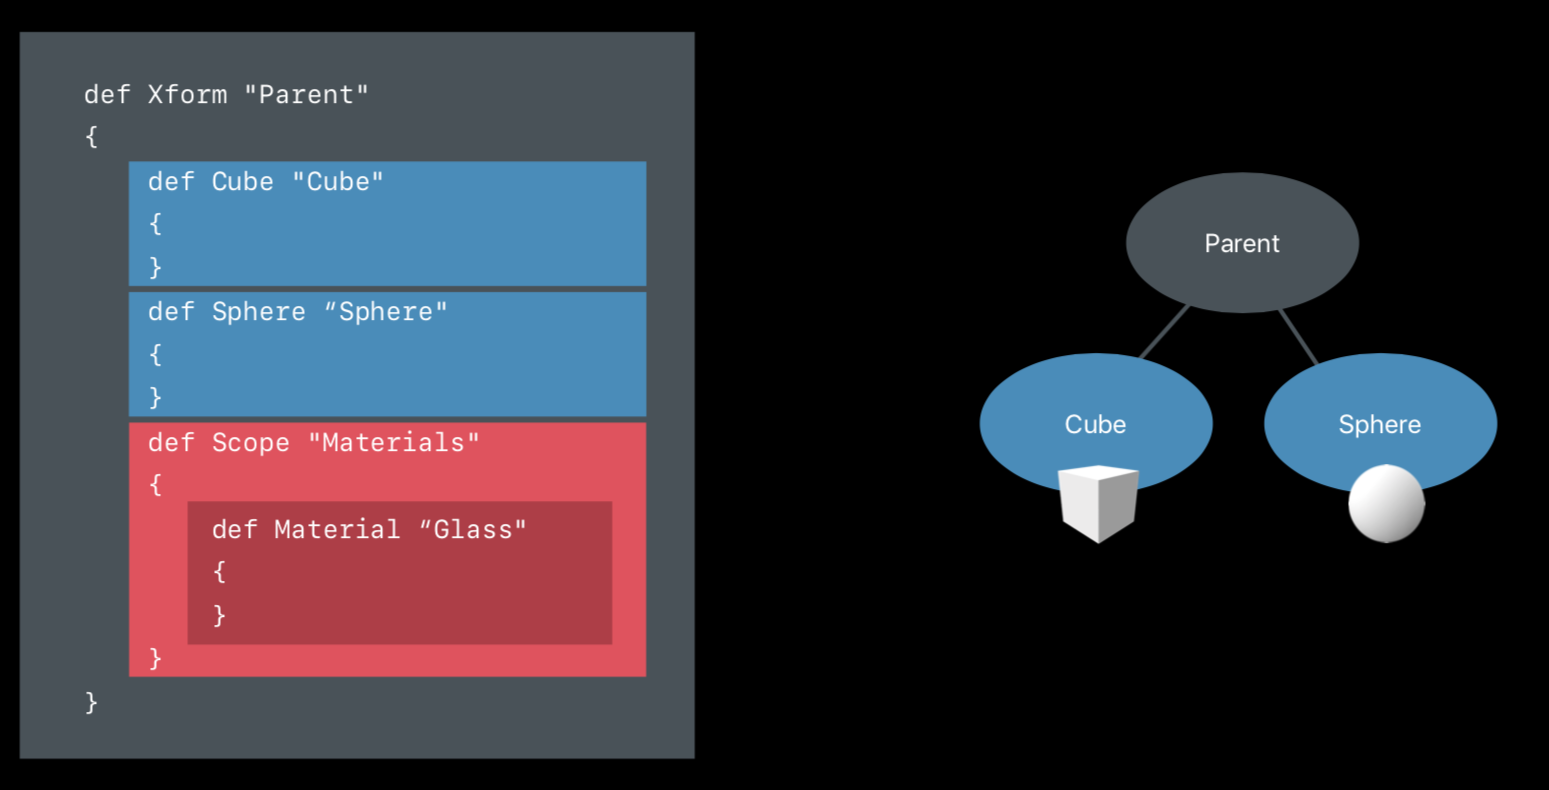 def Xform "Parent"
{
def Cube "Cube"
{
}
def Sphere “Sphere"
{
}
def Scope "Materials"
{
def Material “Glass"
{
}
}
}
Parent
Cube
Sphere